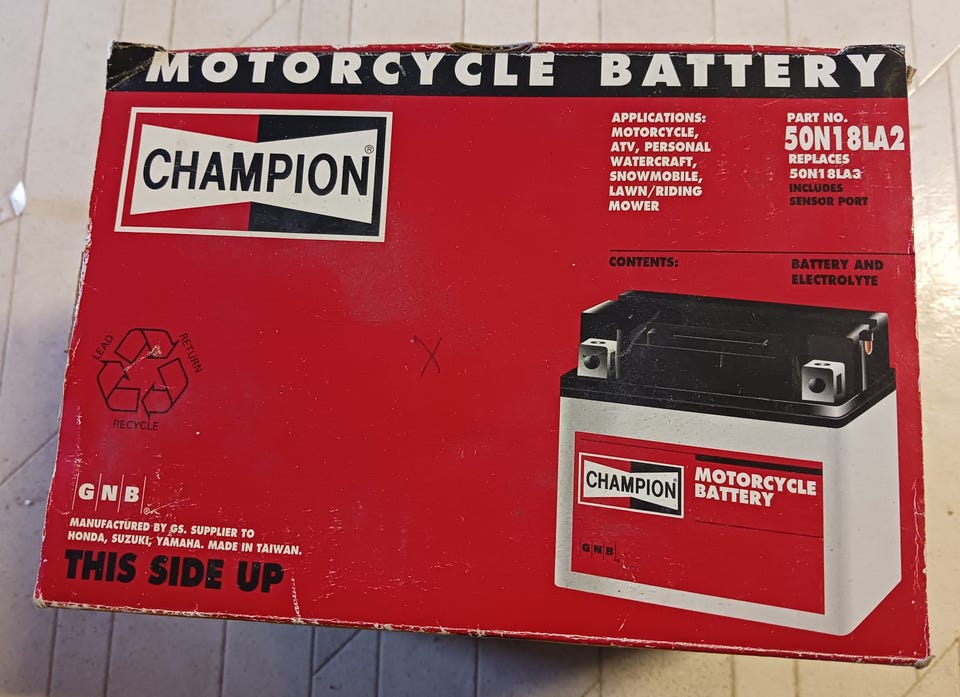 MOTORCYCLE BATTERY
CHAMPION®
APPLICATIONS:
MOTORCYCLE,
ATV, PERSONAL
WATERCRAFT,
SNOWMOBILE,
LAWN/RIDING
MOWER
PART NO.
50N18LA2
REPLACES
50N18LA3
INCLUDES
SENSOR PORT
CONTENTS:
BATTERY AND
ELECTROLYTE
LEAD
RETURN
RECYCLE
X
CHAMPION
MOTORCYCLE
BATTERY
GNB
GNB®
MANUFACTURED BY GS. SUPPLIER TO
HONDA, SUZUKI, YAMAHA. MADE IN TAIWAN.
THIS SIDE UP